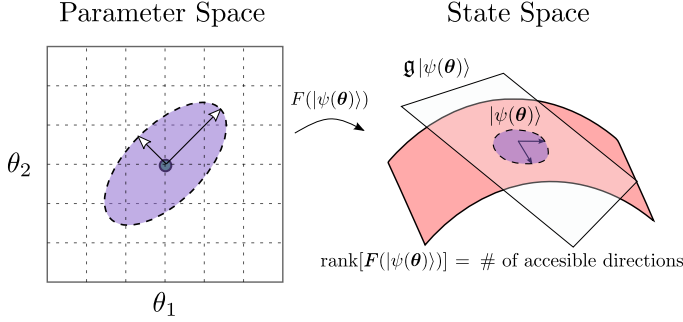 Parameter Space
State Space
𝔤|ψ(𝜽)⟩
F(|ψ(𝜽)⟩)
|ψ(𝜽)⟩
θ₂
rank[𝑭(|ψ(𝜽)⟩)] = # of accesible directions
θ₁